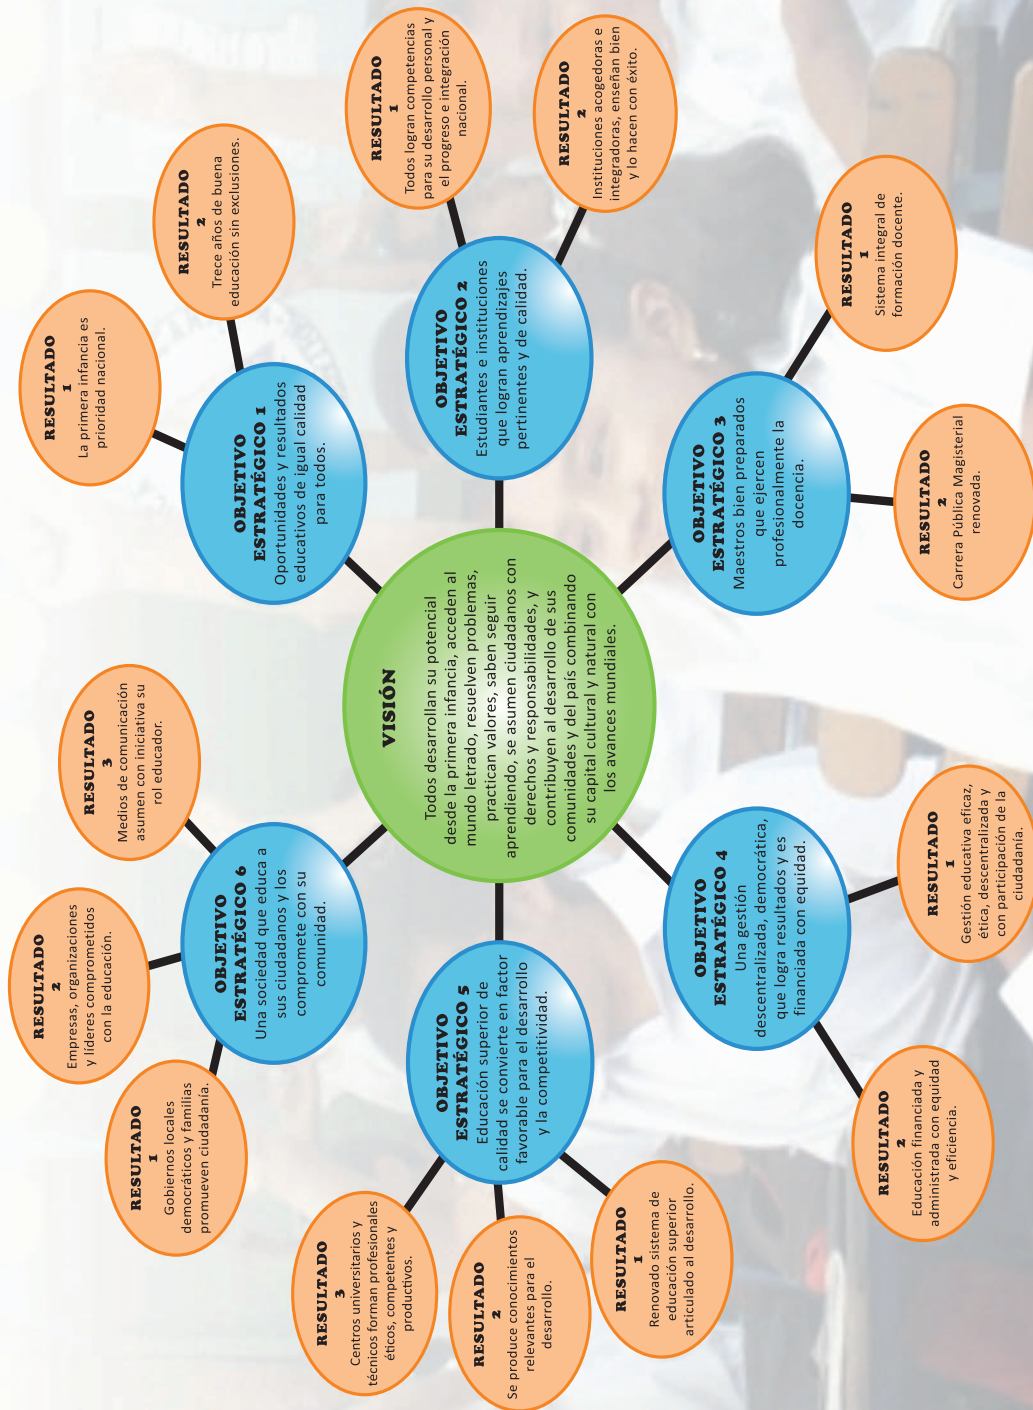 VISIÓN
Todos desarrollan su potencial
desde la primera infancia, acceden al
mundo letrado, resuelven problemas,
practican valores, saben seguir
aprendiendo, se asumen ciudadanos con
derechos y responsabilidades, y
contribuyen al desarrollo de sus
comunidades y del país combinando
su capital cultural y natural con
los avances mundiales.
OBJETIVO
ESTRATÉGICO 1
Oportunidades y resultados
educativos de igual calidad
para todos.
RESULTADO
1
La primera infancia es
prioridad nacional.
RESULTADO
2
Trece años de buena
educación sin exclusiones.
OBJETIVO
ESTRATÉGICO 2
Estudiantes e instituciones
que logran aprendizajes
pertinentes y de calidad.
RESULTADO
1
Todos logran competencias
para su desarrollo personal y
el progreso e integración
nacional.
RESULTADO
2
Instituciones acogedoras e
integradoras, enseñan bien
y lo hacen con éxito.
OBJETIVO
ESTRATÉGICO 3
Maestros bien preparados
que ejercen
profesionalmente la
docencia.
RESULTADO
1
Sistema integral de
formación docente.
RESULTADO
2
Carrera Pública Magisterial
renovada.
OBJETIVO
ESTRATÉGICO 4
Una gestión
descentralizada, democrática,
que logra resultados y es
financiada con equidad.
RESULTADO
1
Gestión educativa eficaz,
ética, descentralizada y
con participación de la
ciudadanía.
RESULTADO
2
Educación financiada y
administrada con equidad
y eficiencia.
OBJETIVO
ESTRATÉGICO 5
Educación superior de
calidad se convierte en factor
favorable para el desarrollo
y la competitividad.
RESULTADO
1
Renovado sistema de
educación superior
articulado al desarrollo.
RESULTADO
2
Se produce conocimientos
relevantes para el
desarrollo.
RESULTADO
3
Centros universitarios y
técnicos forman profesionales
éticos, competentes y
productivos.
OBJETIVO
ESTRATÉGICO 6
Una sociedad que educa a
sus ciudadanos y los
compromete con su
comunidad.
RESULTADO
1
Gobiernos locales
democráticos y familias
promueven ciudadanía.
RESULTADO
2
Empresas, organizaciones
y líderes comprometidos
con la educación.
RESULTADO
3
Medios de comunicación
asumen con iniciativa su
rol educador.